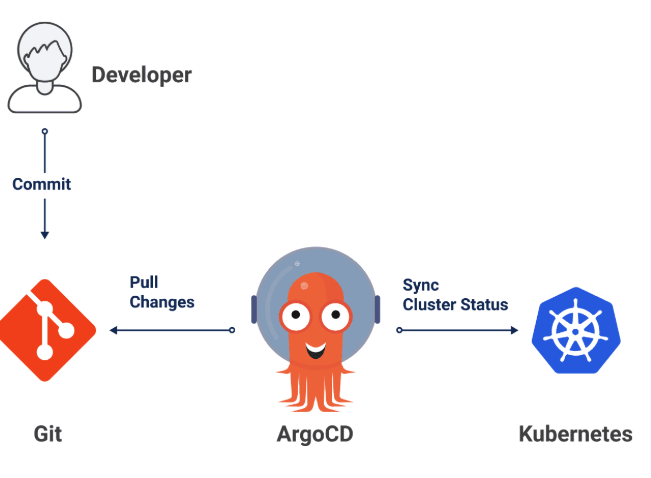 Developer
Commit
Pull
Changes
Sync
Cluster Status
Git
ArgoCD
Kubernetes